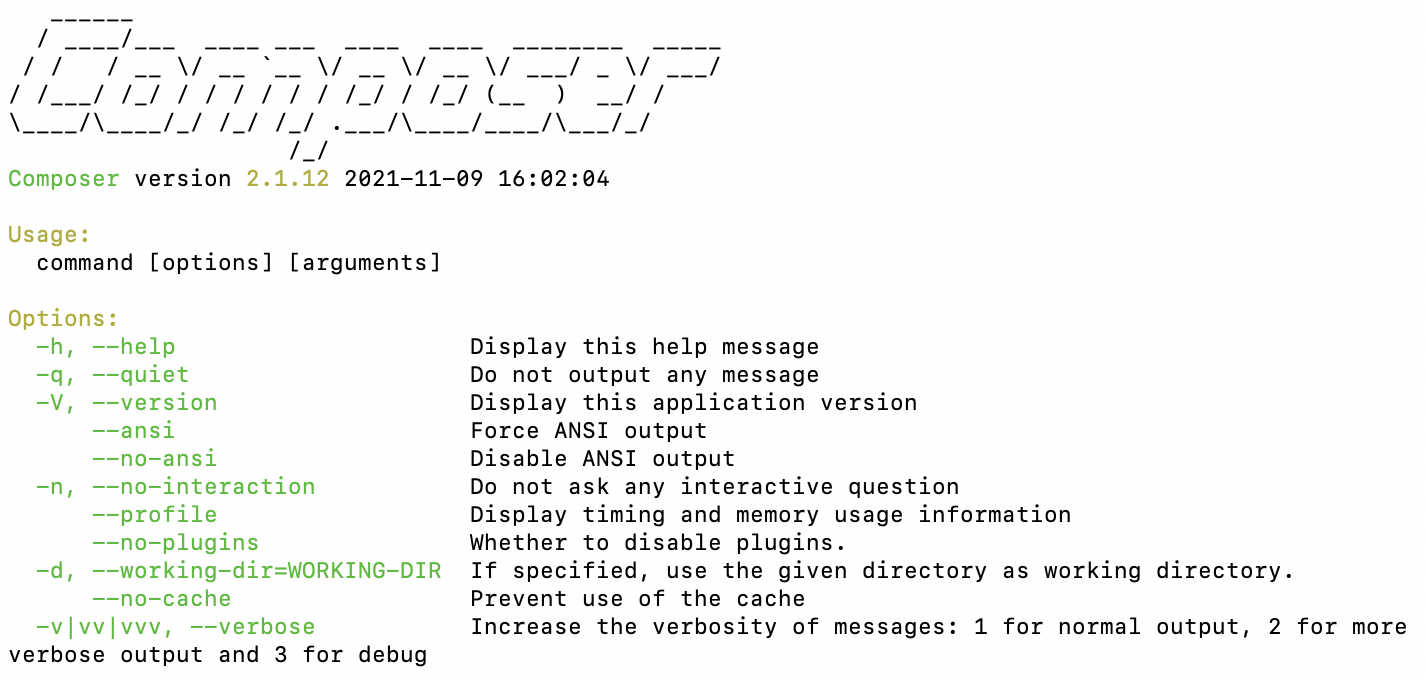 ______
  / ____/___  ____ ___  ____  ____  ________  _____
 / /   / __ \/ __ `__ \/ __ \/ __ \/ ___/ _ \/ ___/
/ /___/ /_/ / / / / / / /_/ / /_/ (__  )  __/ /
\____/\____/_/ /_/ /_/ .___/\____/____/\___/_/
                    /_/
Composer version 2.1.12 2021-11-09 16:02:04

Usage:
  command [options] [arguments]

Options:
  -h, --help                     Display this help message
  -q, --quiet                    Do not output any message
  -V, --version                  Display this application version
      --ansi                     Force ANSI output
      --no-ansi                  Disable ANSI output
  -n, --no-interaction           Do not ask any interactive question
      --profile                  Display timing and memory usage information
      --no-plugins               Whether to disable plugins.
  -d, --working-dir=WORKING-DIR  If specified, use the given directory as working directory.
      --no-cache                 Prevent use of the cache
  -v|vv|vvv, --verbose           Increase the verbosity of messages: 1 for normal output, 2 for more
verbose output and 3 for debug